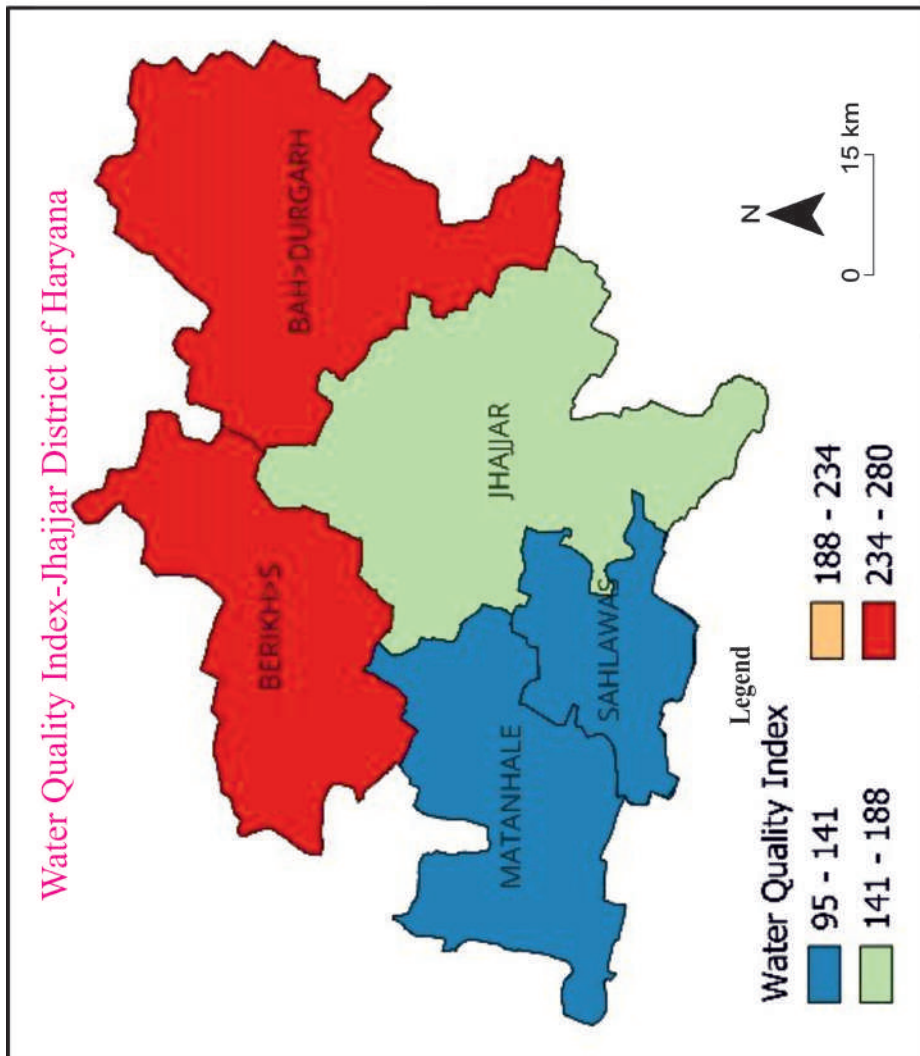 Water Quality Index-Jhajjar District of Haryana
BAH>DURGARH
BERIKH>S
JHAJJAR
MATANHALE
SAHLAWAS
N
0 15 km
Legend
Water Quality Index
95 - 141
188 - 234
141 - 188
234 - 280